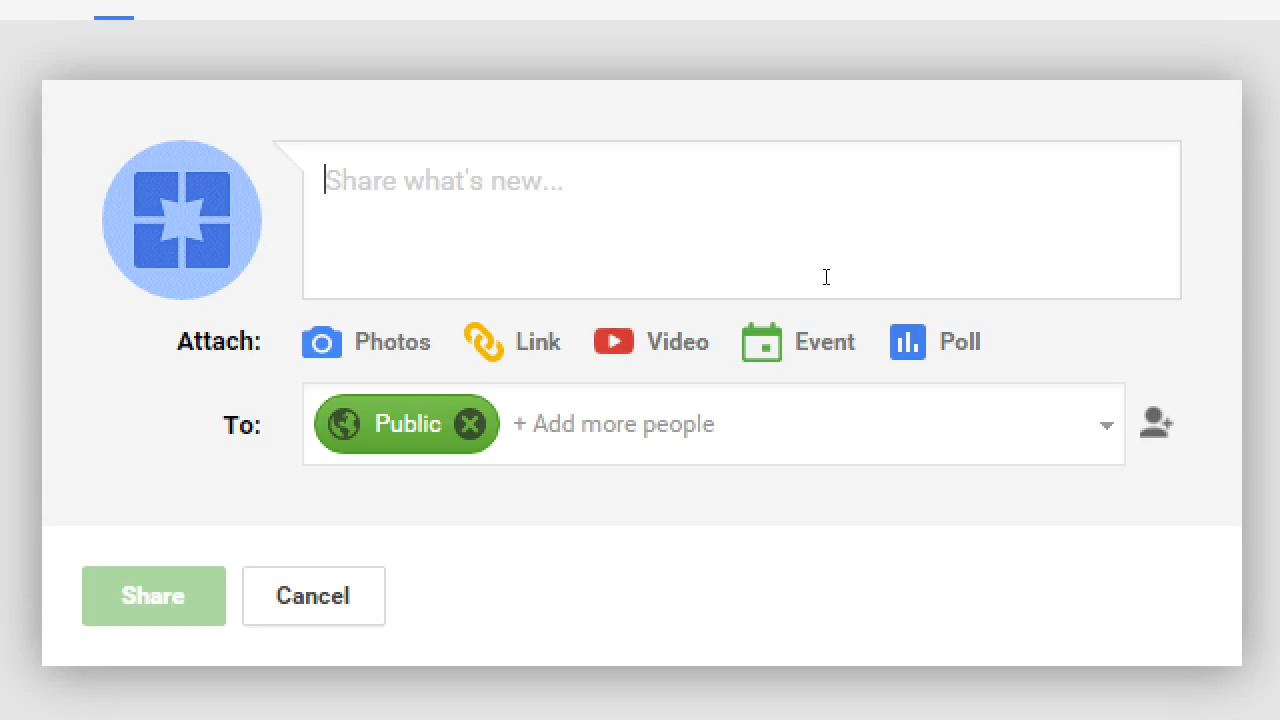 Share what's new...
Attach: Photos Link Video Event Poll
To: Public + Add more people
Share Cancel